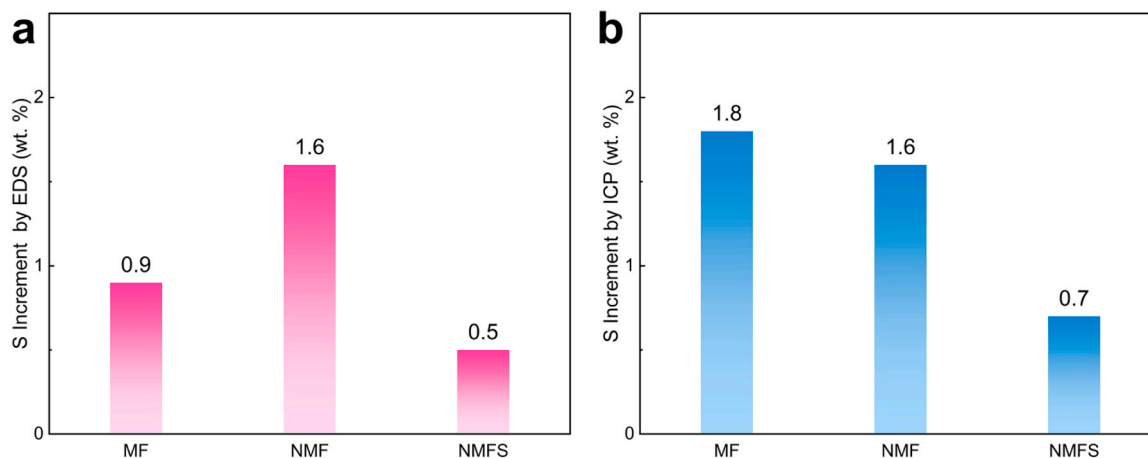 a
S Increment by EDS (wt. %)
2
1
0
0.9
1.6
0.5
MF NMF NMFS
b
S Increment by ICP (wt. %)
2
1
0
1.8
1.6
0.7
MF NMF NMFS